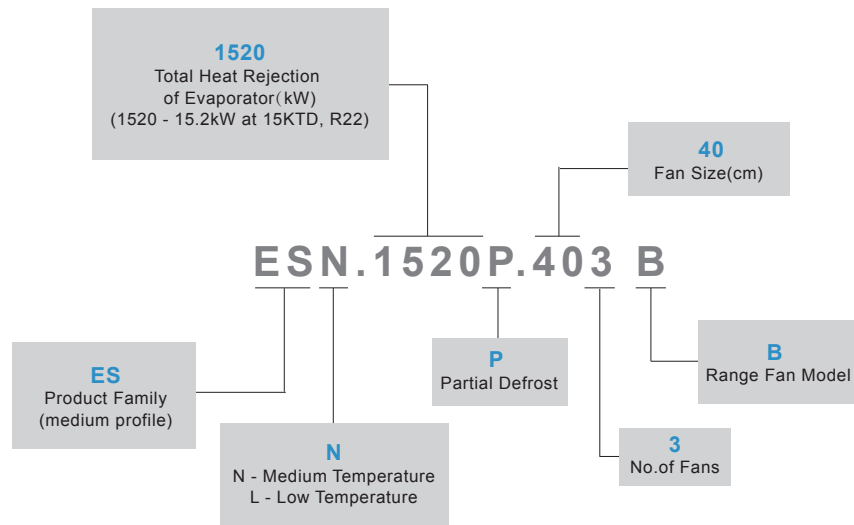 1520
Total Heat Rejection
of Evaporator(kW)
(1520 - 15.2kW at 15KTD, R22)
40
Fan Size(cm)
ESN.1520P.403 B
ES
Product Family
(medium profile)
N
N - Medium Temperature
L - Low Temperature
P
Partial Defrost
3
No.of Fans
B
Range Fan Model